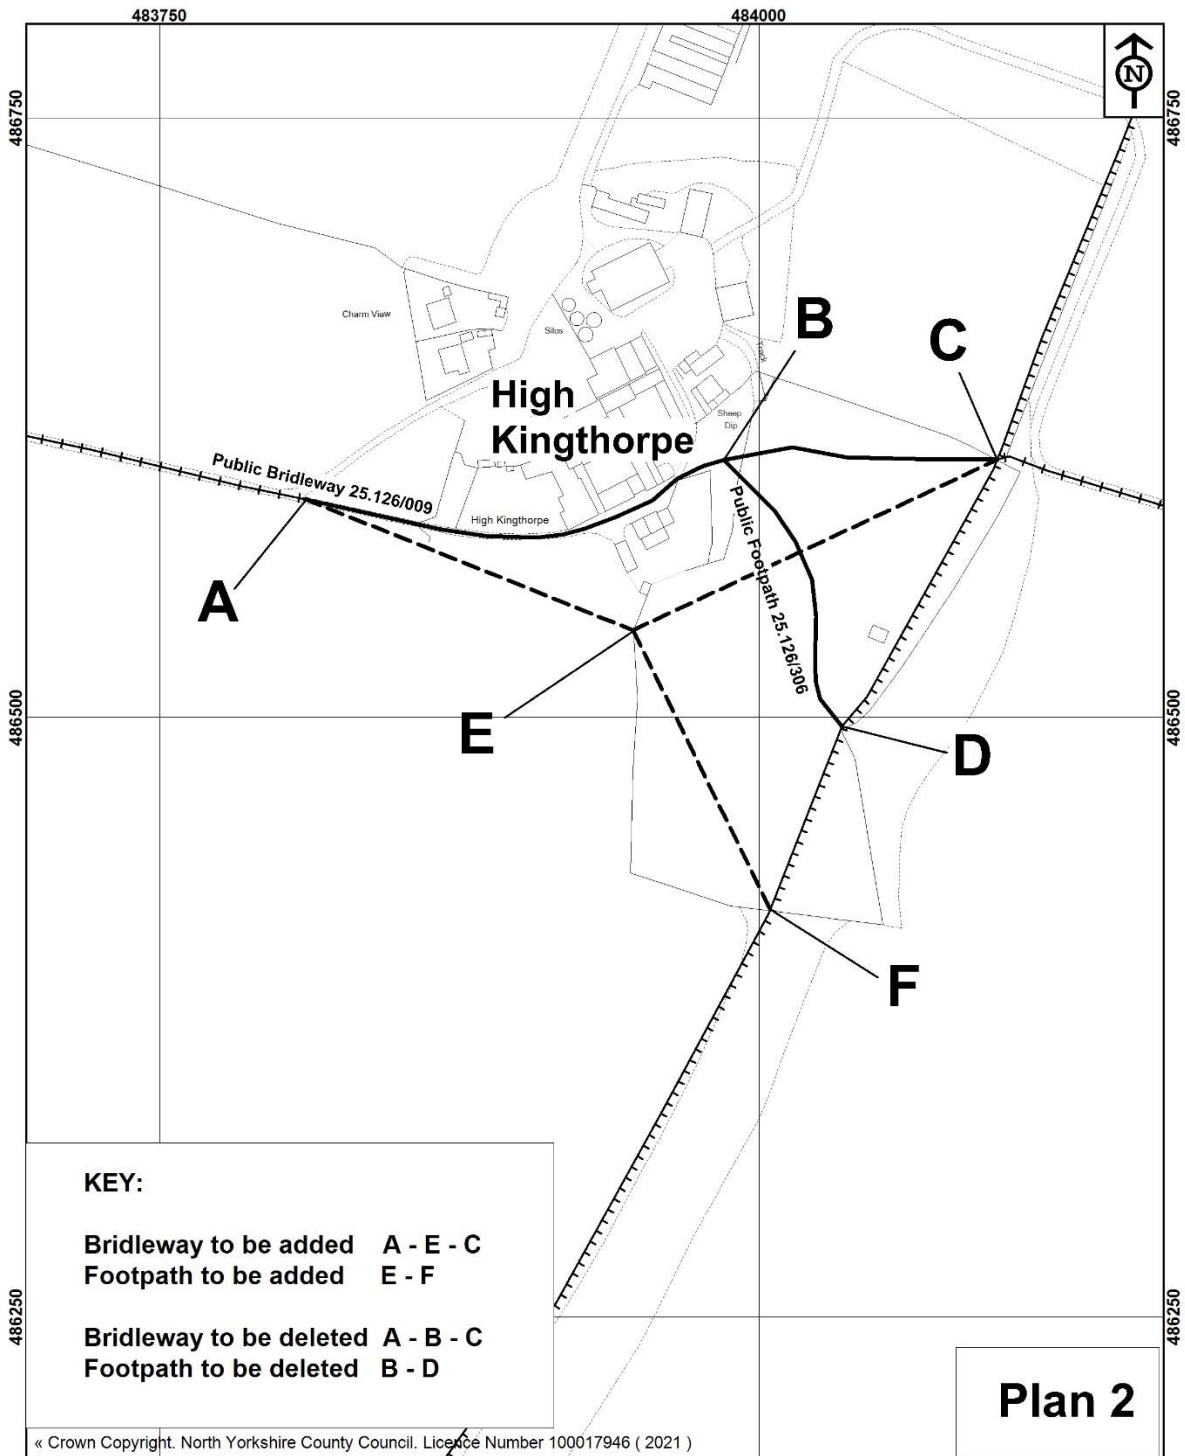 483750
484000
N
486750
486750
Charm View
Silos
B
C
High
Kingthorpe
Track
Sheep
Dip
Public Bridleway 25.126/009
High Kingthorpe
Public Footpath 25.126/306
A
E
486500
486500
D
F
KEY:
Bridleway to be added A - E - C
Footpath to be added E - F
486250
486250
Bridleway to be deleted A - B - C
Footpath to be deleted B - D
Plan 2
« Crown Copyright. North Yorkshire County Council. Licence Number 100017946 ( 2021 )